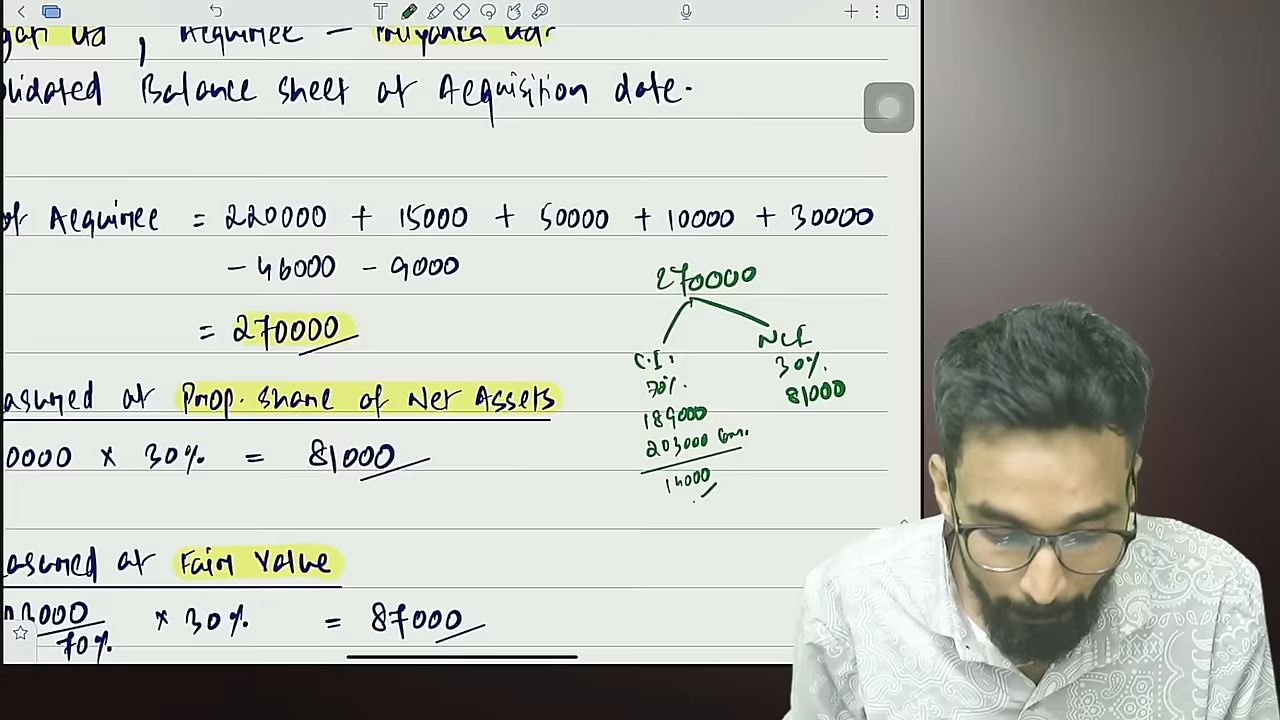 Acquiree –
lidated Balance sheet at Acquisition date.
of Acquiree = 220000 + 15000 + 50000 + 10000 + 30000
– 46000 – 9000
= 270000
270000
C.I.
70%.
189000
203000
14000
NCI
30%.
81000
asured at Prop. share of Net Assets
0000 × 30% = 81000
asured at Fair Value
3000
70% × 30% = 87000